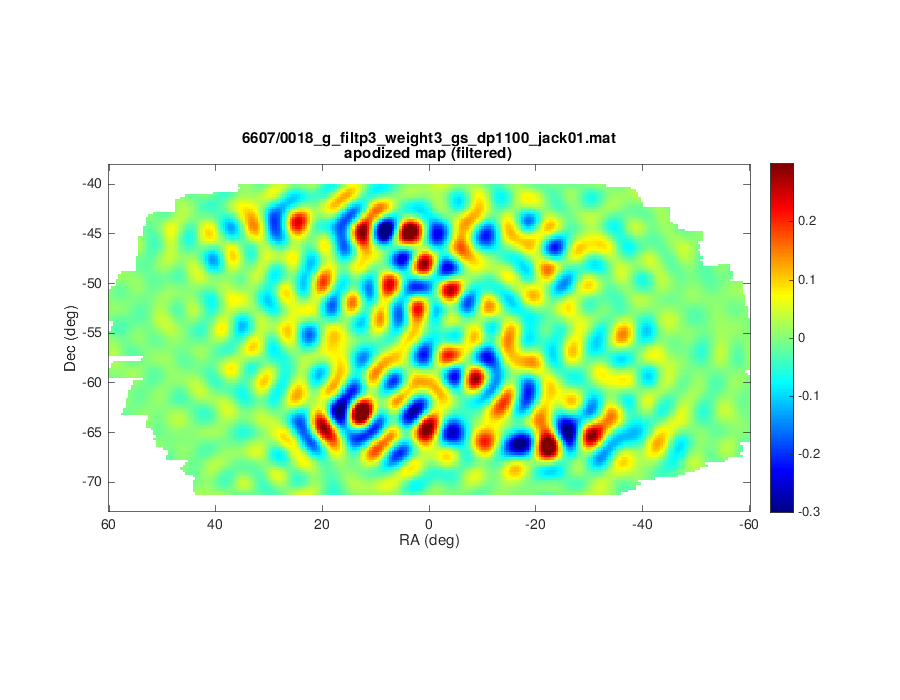 6607/0018_g_filtp3_weight3_gs_dp1100_jack01.mat
apodized map (filtered)
-40
-45
-50
-55
-60
-65
-70
Dec (deg)
60 40 20 0 -20 -40 -60
RA (deg)
0.2
0.1
0
-0.1
-0.2
-0.3